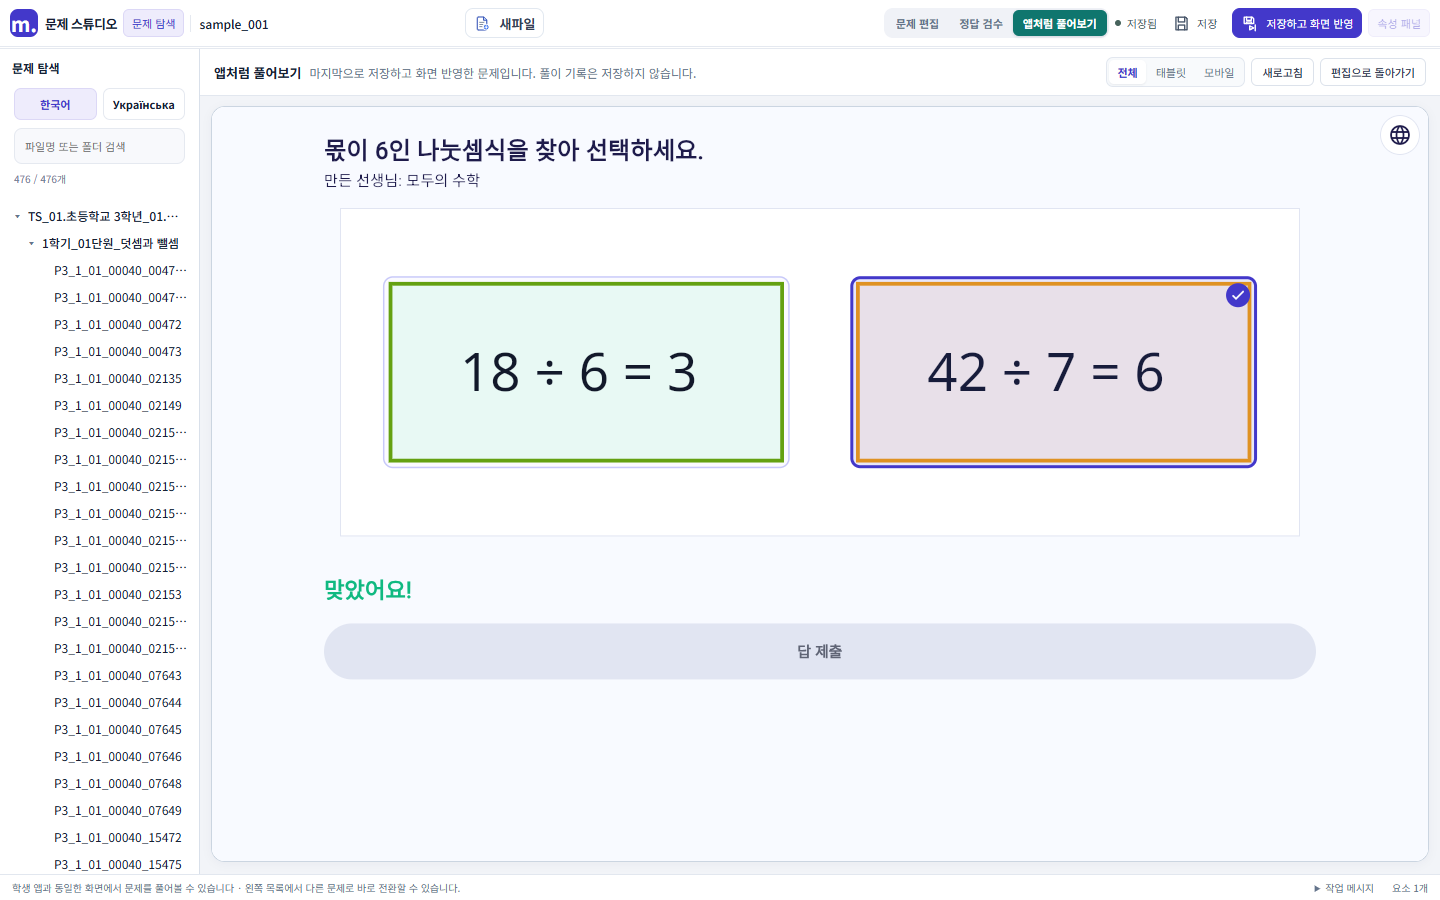 m. 문제 스튜디오 문제 탐색 sample_001 새파일 문제 편집 정답 검수 앱처럼 풀어보기 저장됨 저장 저장하고 화면 반영 속성 패널
문제 탐색
한국어 Українська
파일명 또는 폴더 검색
476 / 476개
TS_01.초등학교 3학년_01.…
1학기_01단원_덧셈과 뺄셈
P3_1_01_00040_0047…
P3_1_01_00040_0047…
P3_1_01_00040_00472
P3_1_01_00040_00473
P3_1_01_00040_02135
P3_1_01_00040_02149
P3_1_01_00040_0215…
P3_1_01_00040_0215…
P3_1_01_00040_0215…
P3_1_01_00040_0215…
P3_1_01_00040_0215…
P3_1_01_00040_0215…
P3_1_01_00040_02153
P3_1_01_00040_0215…
P3_1_01_00040_0215…
P3_1_01_00040_07643
P3_1_01_00040_07644
P3_1_01_00040_07645
P3_1_01_00040_07646
P3_1_01_00040_07648
P3_1_01_00040_07649
P3_1_01_00040_15472
P3_1_01_00040_15475
앱처럼 풀어보기 마지막으로 저장하고 화면 반영한 문제입니다. 풀이 기록은 저장하지 않습니다. 전체 태블릿 모바일 새로고침 편집으로 돌아가기
몫이 6인 나눗셈식을 찾아 선택하세요.
만든 선생님: 모두의 수학
18 ÷ 6 = 3 42 ÷ 7 = 6
맞았어요!
답 제출
학생 앱과 동일한 화면에서 문제를 풀어볼 수 있습니다 · 왼쪽 목록에서 다른 문제로 바로 전환할 수 있습니다. ▶ 작업 메시지 요소 1개